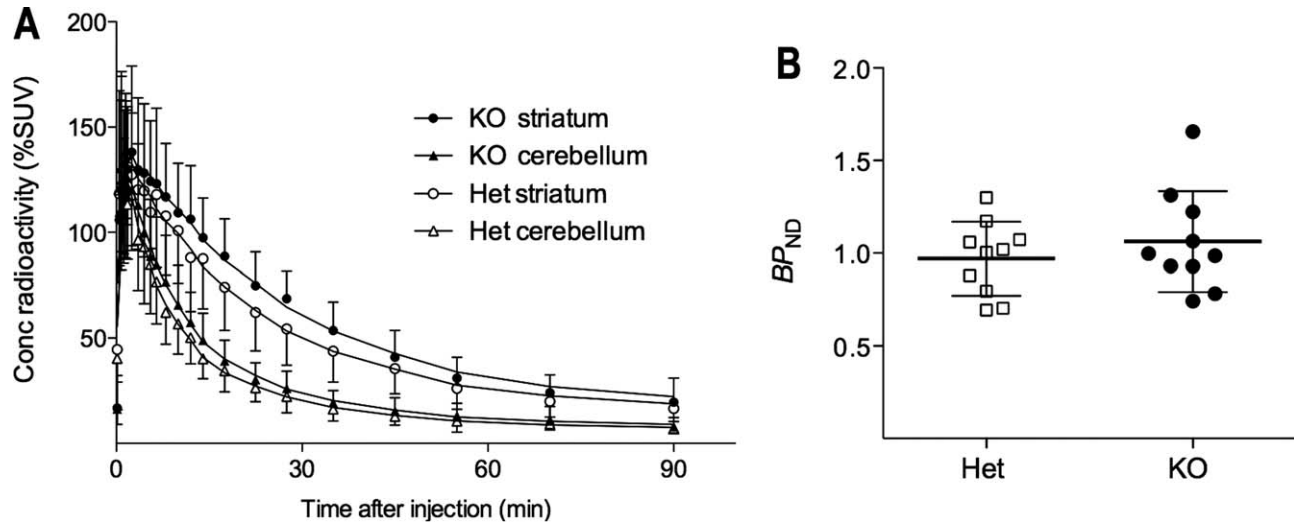 A
Conc radioactivity (%SUV)
200
150
100
50
0
30
60
90
Time after injection (min)
KO striatum
KO cerebellum
Het striatum
Het cerebellum
B
BP_ND
2.0
1.5
1.0
0.5
Het
KO